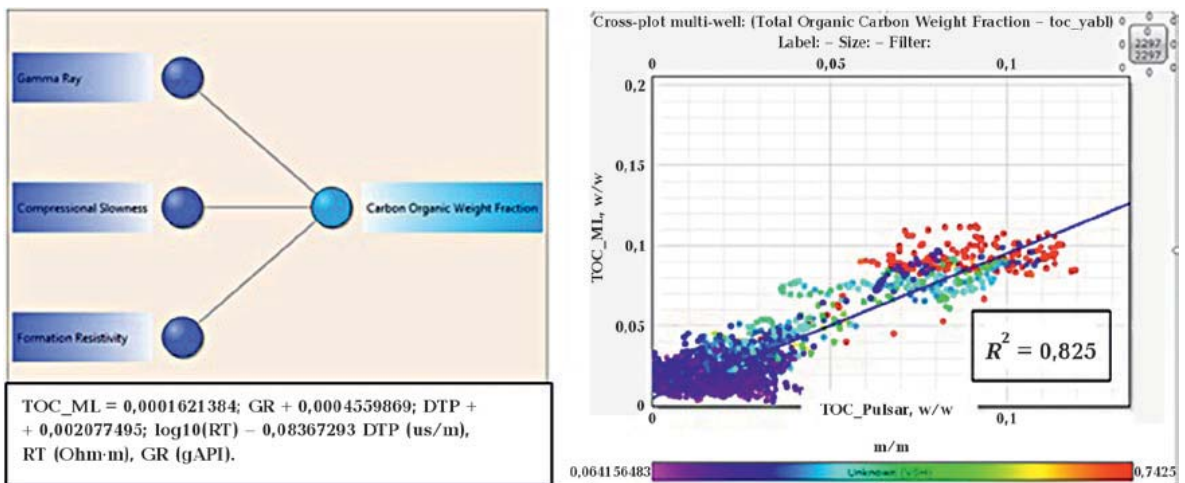 Gamma Ray
Compressional Slowness
Carbon Organic Weight Fraction
Formation Resistivity
TOC_ML = 0,0001621384; GR + 0,0004559869; DTP +
+ 0,002077495; log10(RT) – 0,08367293 DTP (us/m),
RT (Ohm·m), GR (gAPI).
Cross-plot multi-well: (Total Organic Carbon Weight Fraction – toc_yabl)
Label: – Size: – Filter:
0
2297
2297
0
0 0,05 0,1
0,2
0,15
0,1
0,05
0
TOC_ML, w/w
R² = 0,825
0 TOC_Pulsar, w/w 0,1
m/m
0,064156483 Unknown 0,7425